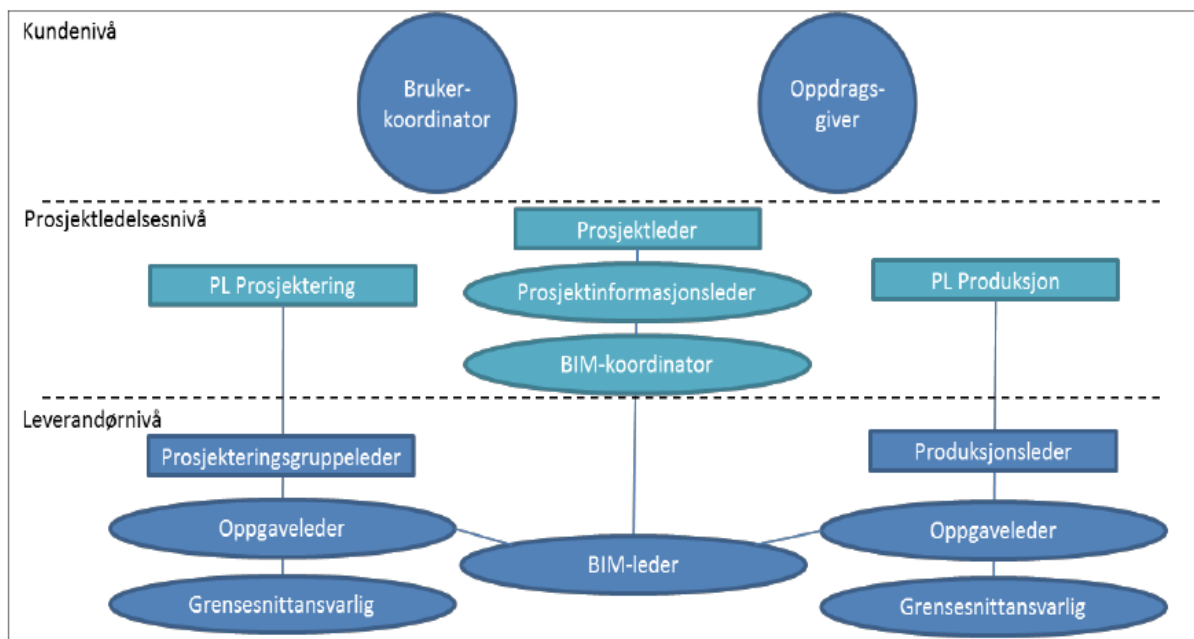 Kundenivå
Bruker-
koordinator
Oppdrags-
giver
Prosjektledelsesnivå
Prosjektleder
PL Prosjektering
Prosjektinformasjonsleder
PL Produksjon
BIM-koordinator
Leverandørnivå
Prosjekteringsgruppeleder
Produksjonsleder
Oppgaveleder
Oppgaveleder
BIM-leder
Grensesnittansvarlig
Grensesnittansvarlig